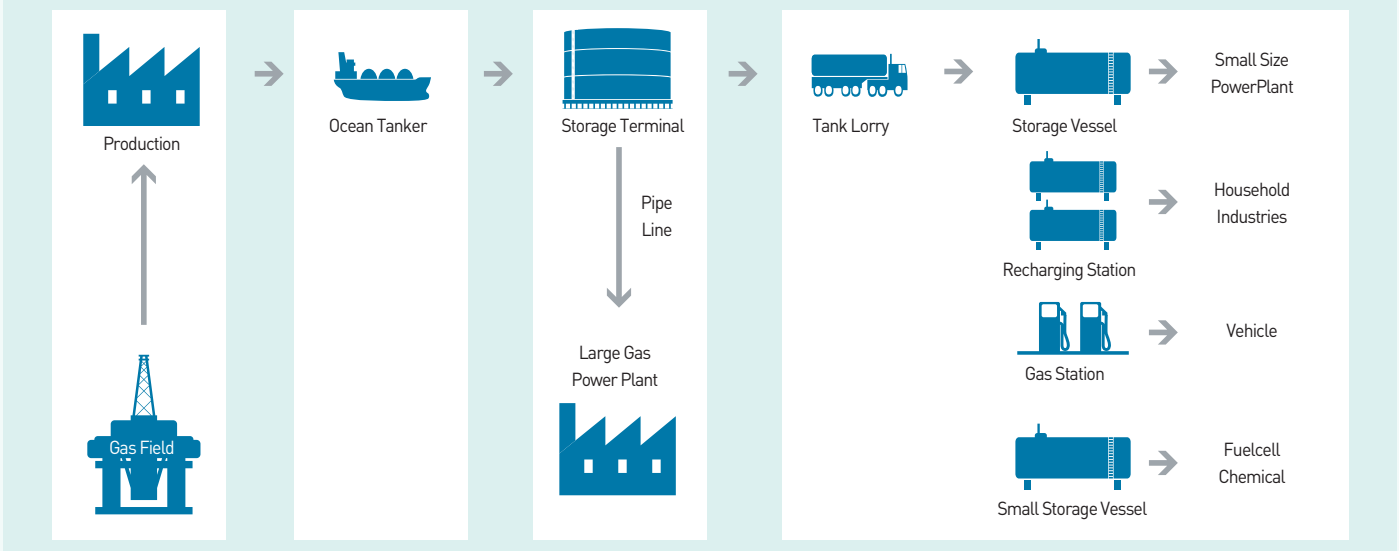 Production
Gas Field
Ocean Tanker
Storage Terminal
Pipe
Line
Large Gas
Power Plant
Tank Lorry
Storage Vessel
Small Size
PowerPlant
Recharging Station
Household
Industries
Gas Station
Vehicle
Small Storage Vessel
Fuelcell
Chemical